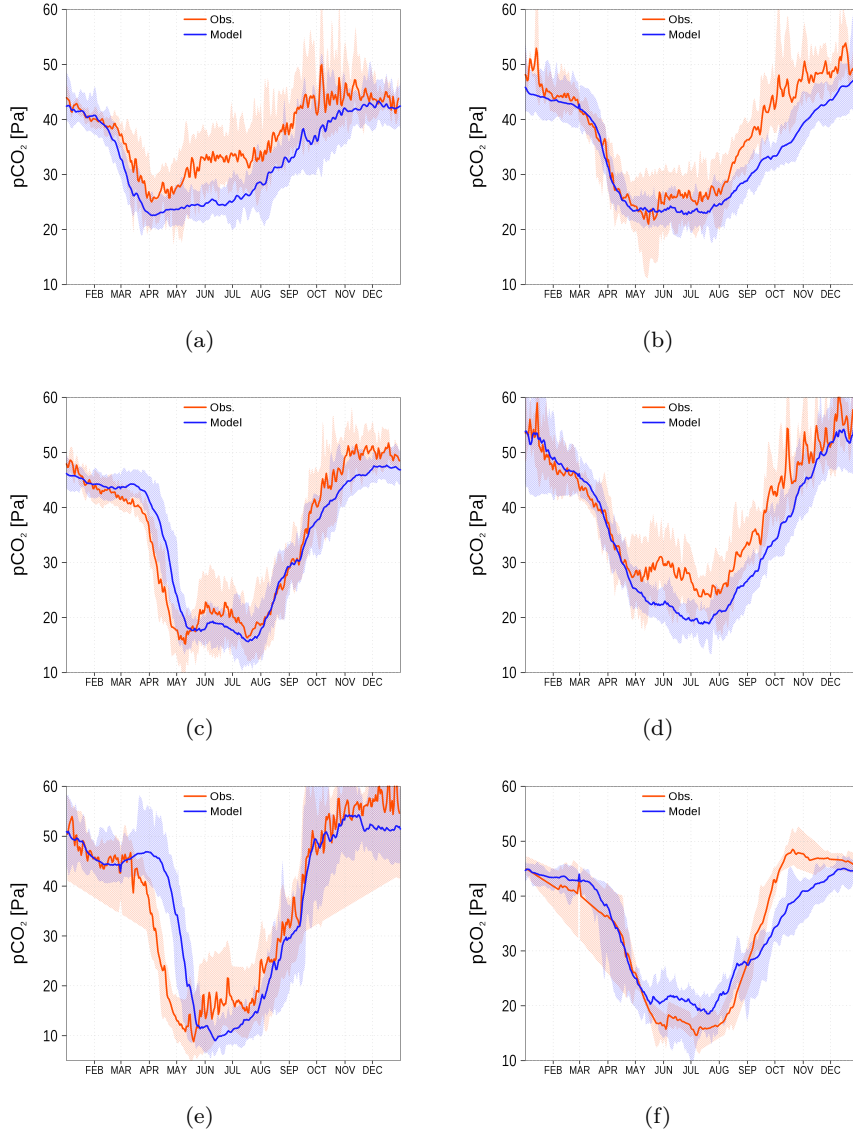 60
50
40
30
20
10
pCO₂ [Pa]
Obs.
Model
FEB MAR APR MAY JUN JUL AUG SEP OCT NOV DEC
(a)
60
50
40
30
20
10
pCO₂ [Pa]
Obs.
Model
FEB MAR APR MAY JUN JUL AUG SEP OCT NOV DEC
(b)
60
50
40
30
20
10
pCO₂ [Pa]
Obs.
Model
FEB MAR APR MAY JUN JUL AUG SEP OCT NOV DEC
(c)
60
50
40
30
20
10
pCO₂ [Pa]
Obs.
Model
FEB MAR APR MAY JUN JUL AUG SEP OCT NOV DEC
(d)
60
50
40
30
20
10
pCO₂ [Pa]
Obs.
Model
FEB MAR APR MAY JUN JUL AUG SEP OCT NOV DEC
(e)
60
50
40
30
20
10
pCO₂ [Pa]
Obs.
Model
FEB MAR APR MAY JUN JUL AUG SEP OCT NOV DEC
(f)